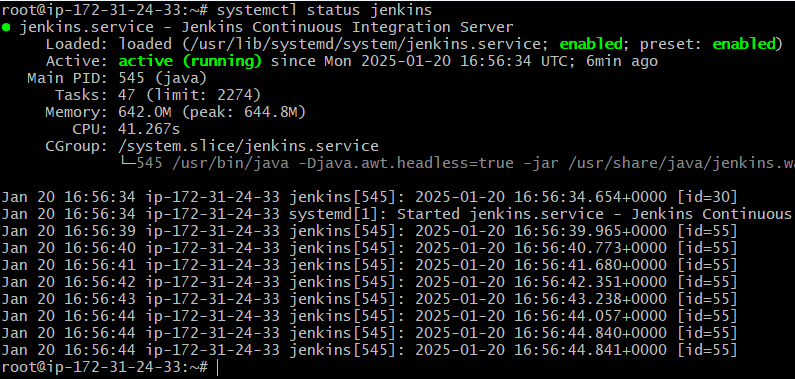 root@ip-172-31-24-33:~# systemctl status jenkins
● jenkins.service - Jenkins Continuous Integration Server
     Loaded: loaded (/usr/lib/systemd/system/jenkins.service; enabled; preset: enabled)
     Active: active (running) since Mon 2025-01-20 16:56:34 UTC; 6min ago
   Main PID: 545 (java)
      Tasks: 47 (limit: 2274)
     Memory: 642.0M (peak: 644.8M)
        CPU: 41.267s
     CGroup: /system.slice/jenkins.service
             └─545 /usr/bin/java -Djava.awt.headless=true -jar /usr/share/java/jenkins.wa
Jan 20 16:56:34 ip-172-31-24-33 jenkins[545]: 2025-01-20 16:56:34.654+0000 [id=30]
Jan 20 16:56:34 ip-172-31-24-33 systemd[1]: Started jenkins.service - Jenkins Continuous
Jan 20 16:56:39 ip-172-31-24-33 jenkins[545]: 2025-01-20 16:56:39.965+0000 [id=55]
Jan 20 16:56:40 ip-172-31-24-33 jenkins[545]: 2025-01-20 16:56:40.773+0000 [id=55]
Jan 20 16:56:41 ip-172-31-24-33 jenkins[545]: 2025-01-20 16:56:41.680+0000 [id=55]
Jan 20 16:56:42 ip-172-31-24-33 jenkins[545]: 2025-01-20 16:56:42.351+0000 [id=55]
Jan 20 16:56:43 ip-172-31-24-33 jenkins[545]: 2025-01-20 16:56:43.238+0000 [id=55]
Jan 20 16:56:44 ip-172-31-24-33 jenkins[545]: 2025-01-20 16:56:44.057+0000 [id=55]
Jan 20 16:56:44 ip-172-31-24-33 jenkins[545]: 2025-01-20 16:56:44.840+0000 [id=55]
Jan 20 16:56:44 ip-172-31-24-33 jenkins[545]: 2025-01-20 16:56:44.841+0000 [id=55]
root@ip-172-31-24-33:~#